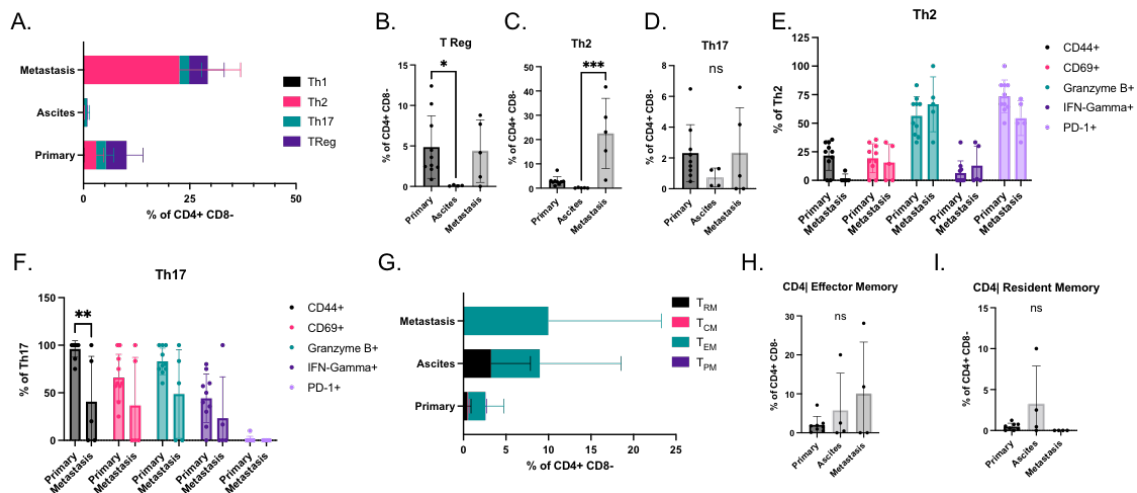 A.
Metastasis
Ascites
Primary
0
25
50
% of CD4+ CD8-
Th1
Th2
Th17
TReg
B.
T Reg
*
% of CD4+ CD8-
15
10
5
0
Primary
Ascites
Metastasis
C.
Th2
***
% of CD4+ CD8-
50
40
30
20
10
0
Primary
Ascites
Metastasis
D.
Th17
ns
% of CD4+ CD8-
8
6
4
2
0
Primary
Ascites
Metastasis
E.
Th2
% of Th2
100
75
50
25
0
Primary
Metastasis
Primary
Metastasis
Primary
Metastasis
Primary
Metastasis
Primary
Metastasis
CD44+
CD69+
Granzyme B+
IFN-Gamma+
PD-1+
F.
Th17
**
% of Th17
150
100
50
0
Primary
Metastasis
Primary
Metastasis
Primary
Metastasis
Primary
Metastasis
Primary
Metastasis
CD44+
CD69+
Granzyme B+
IFN-Gamma+
PD-1+
G.
Metastasis
Ascites
Primary
0
5
10
15
20
25
% of CD4+ CD8-
TRM
TCM
TEM
TPM
H.
CD4| Effector Memory
ns
% of CD4+ CD8-
30
20
10
0
Primary
Ascites
Metastasis
I.
CD4| Resident Memory
ns
% of CD4+ CD8-
15
10
5
0
Primary
Ascites
Metastasis